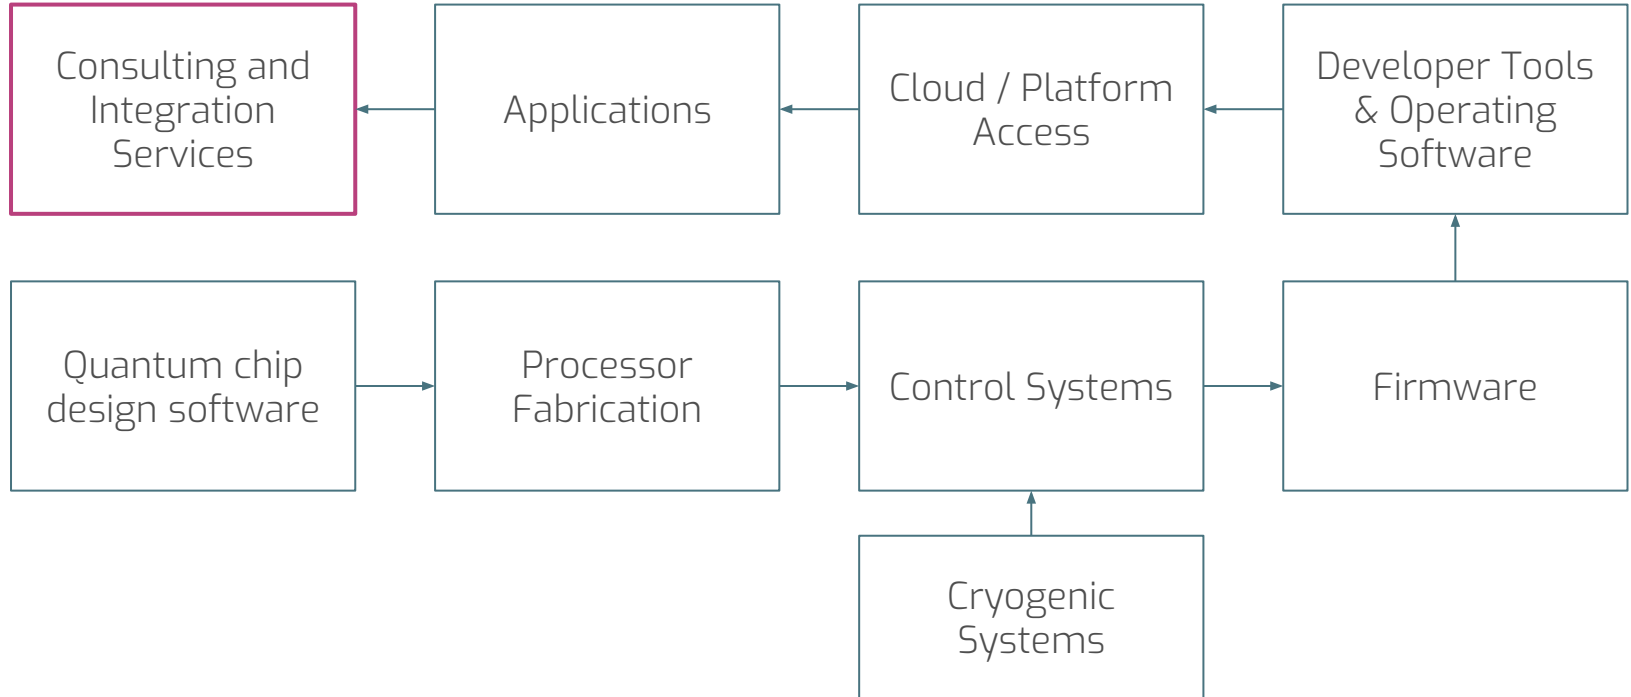 Consulting and
Integration
Services
Applications
Cloud / Platform
Access
Developer Tools
& Operating
Software
Quantum chip
design software
Processor
Fabrication
Control Systems
Firmware
Cryogenic
Systems